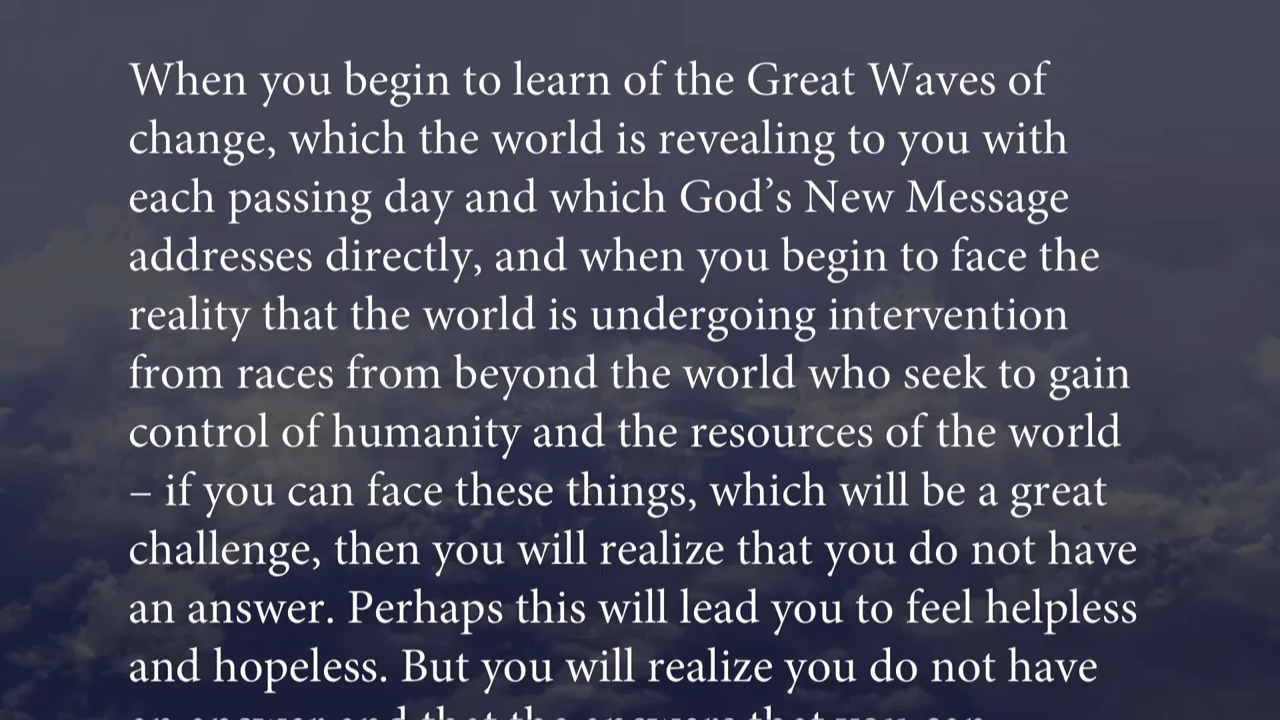 When you begin to learn of the Great Waves of
change, which the world is revealing to you with
each passing day and which God’s New Message
addresses directly, and when you begin to face the
reality that the world is undergoing intervention
from races from beyond the world who seek to gain
control of humanity and the resources of the world
– if you can face these things, which will be a great
challenge, then you will realize that you do not have
an answer. Perhaps this will lead you to feel helpless
and hopeless. But you will realize you do not have